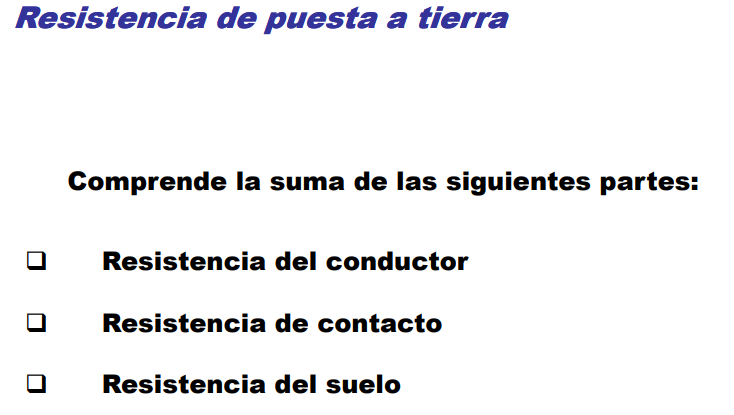 Resistencia de puesta a tierra
Comprende la suma de las siguientes partes:
❑ Resistencia del conductor
❑ Resistencia de contacto
❑ Resistencia del suelo